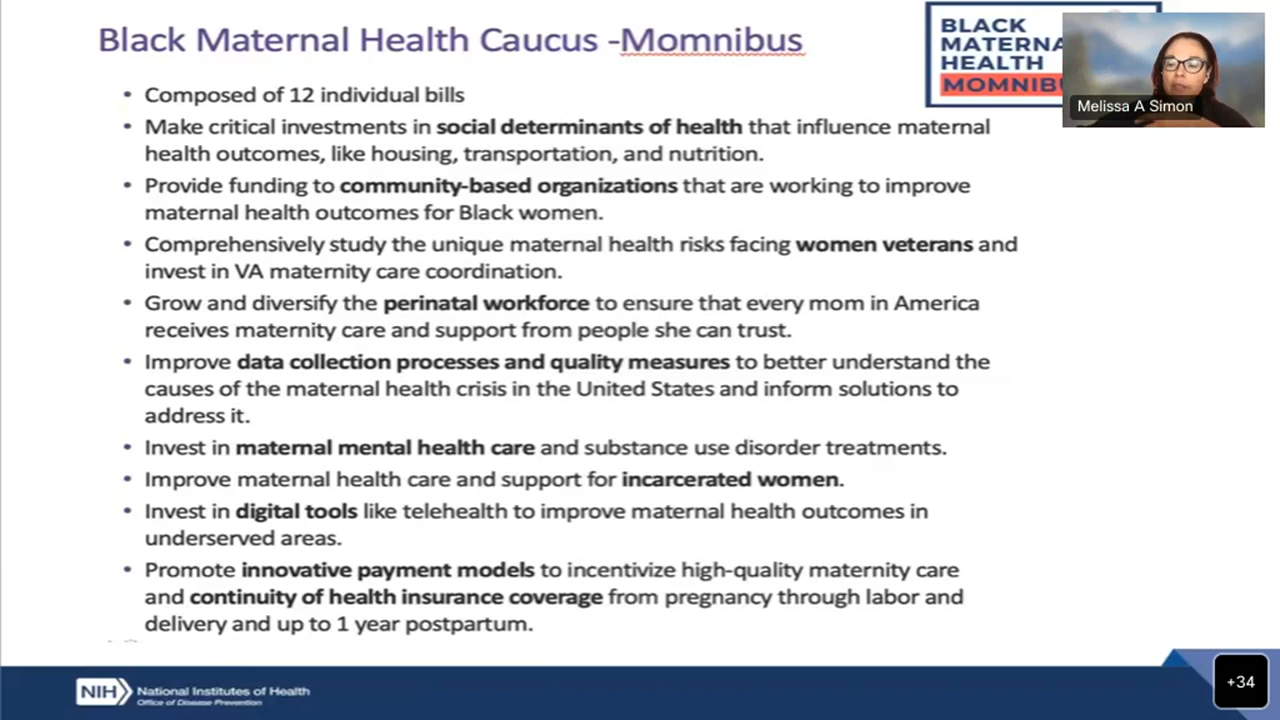 Black Maternal Health Caucus -Momnibus
• Composed of 12 individual bills
• Make critical investments in social determinants of health that influence maternal
health outcomes, like housing, transportation, and nutrition.
• Provide funding to community-based organizations that are working to improve
maternal health outcomes for Black women.
• Comprehensively study the unique maternal health risks facing women veterans and
invest in VA maternity care coordination.
• Grow and diversify the perinatal workforce to ensure that every mom in America
receives maternity care and support from people she can trust.
• Improve data collection processes and quality measures to better understand the
causes of the maternal health crisis in the United States and inform solutions to
address it.
• Invest in maternal mental health care and substance use disorder treatments.
• Improve maternal health care and support for incarcerated women.
• Invest in digital tools like telehealth to improve maternal health outcomes in
underserved areas.
• Promote innovative payment models to incentivize high-quality maternity care
and continuity of health insurance coverage from pregnancy through labor and
delivery and up to 1 year postpartum.
BLACK
MATERNA
HEALTH
MOMNIBU
Melissa A Simon
NIH National Institutes of Health
Office of Disease Prevention
+34